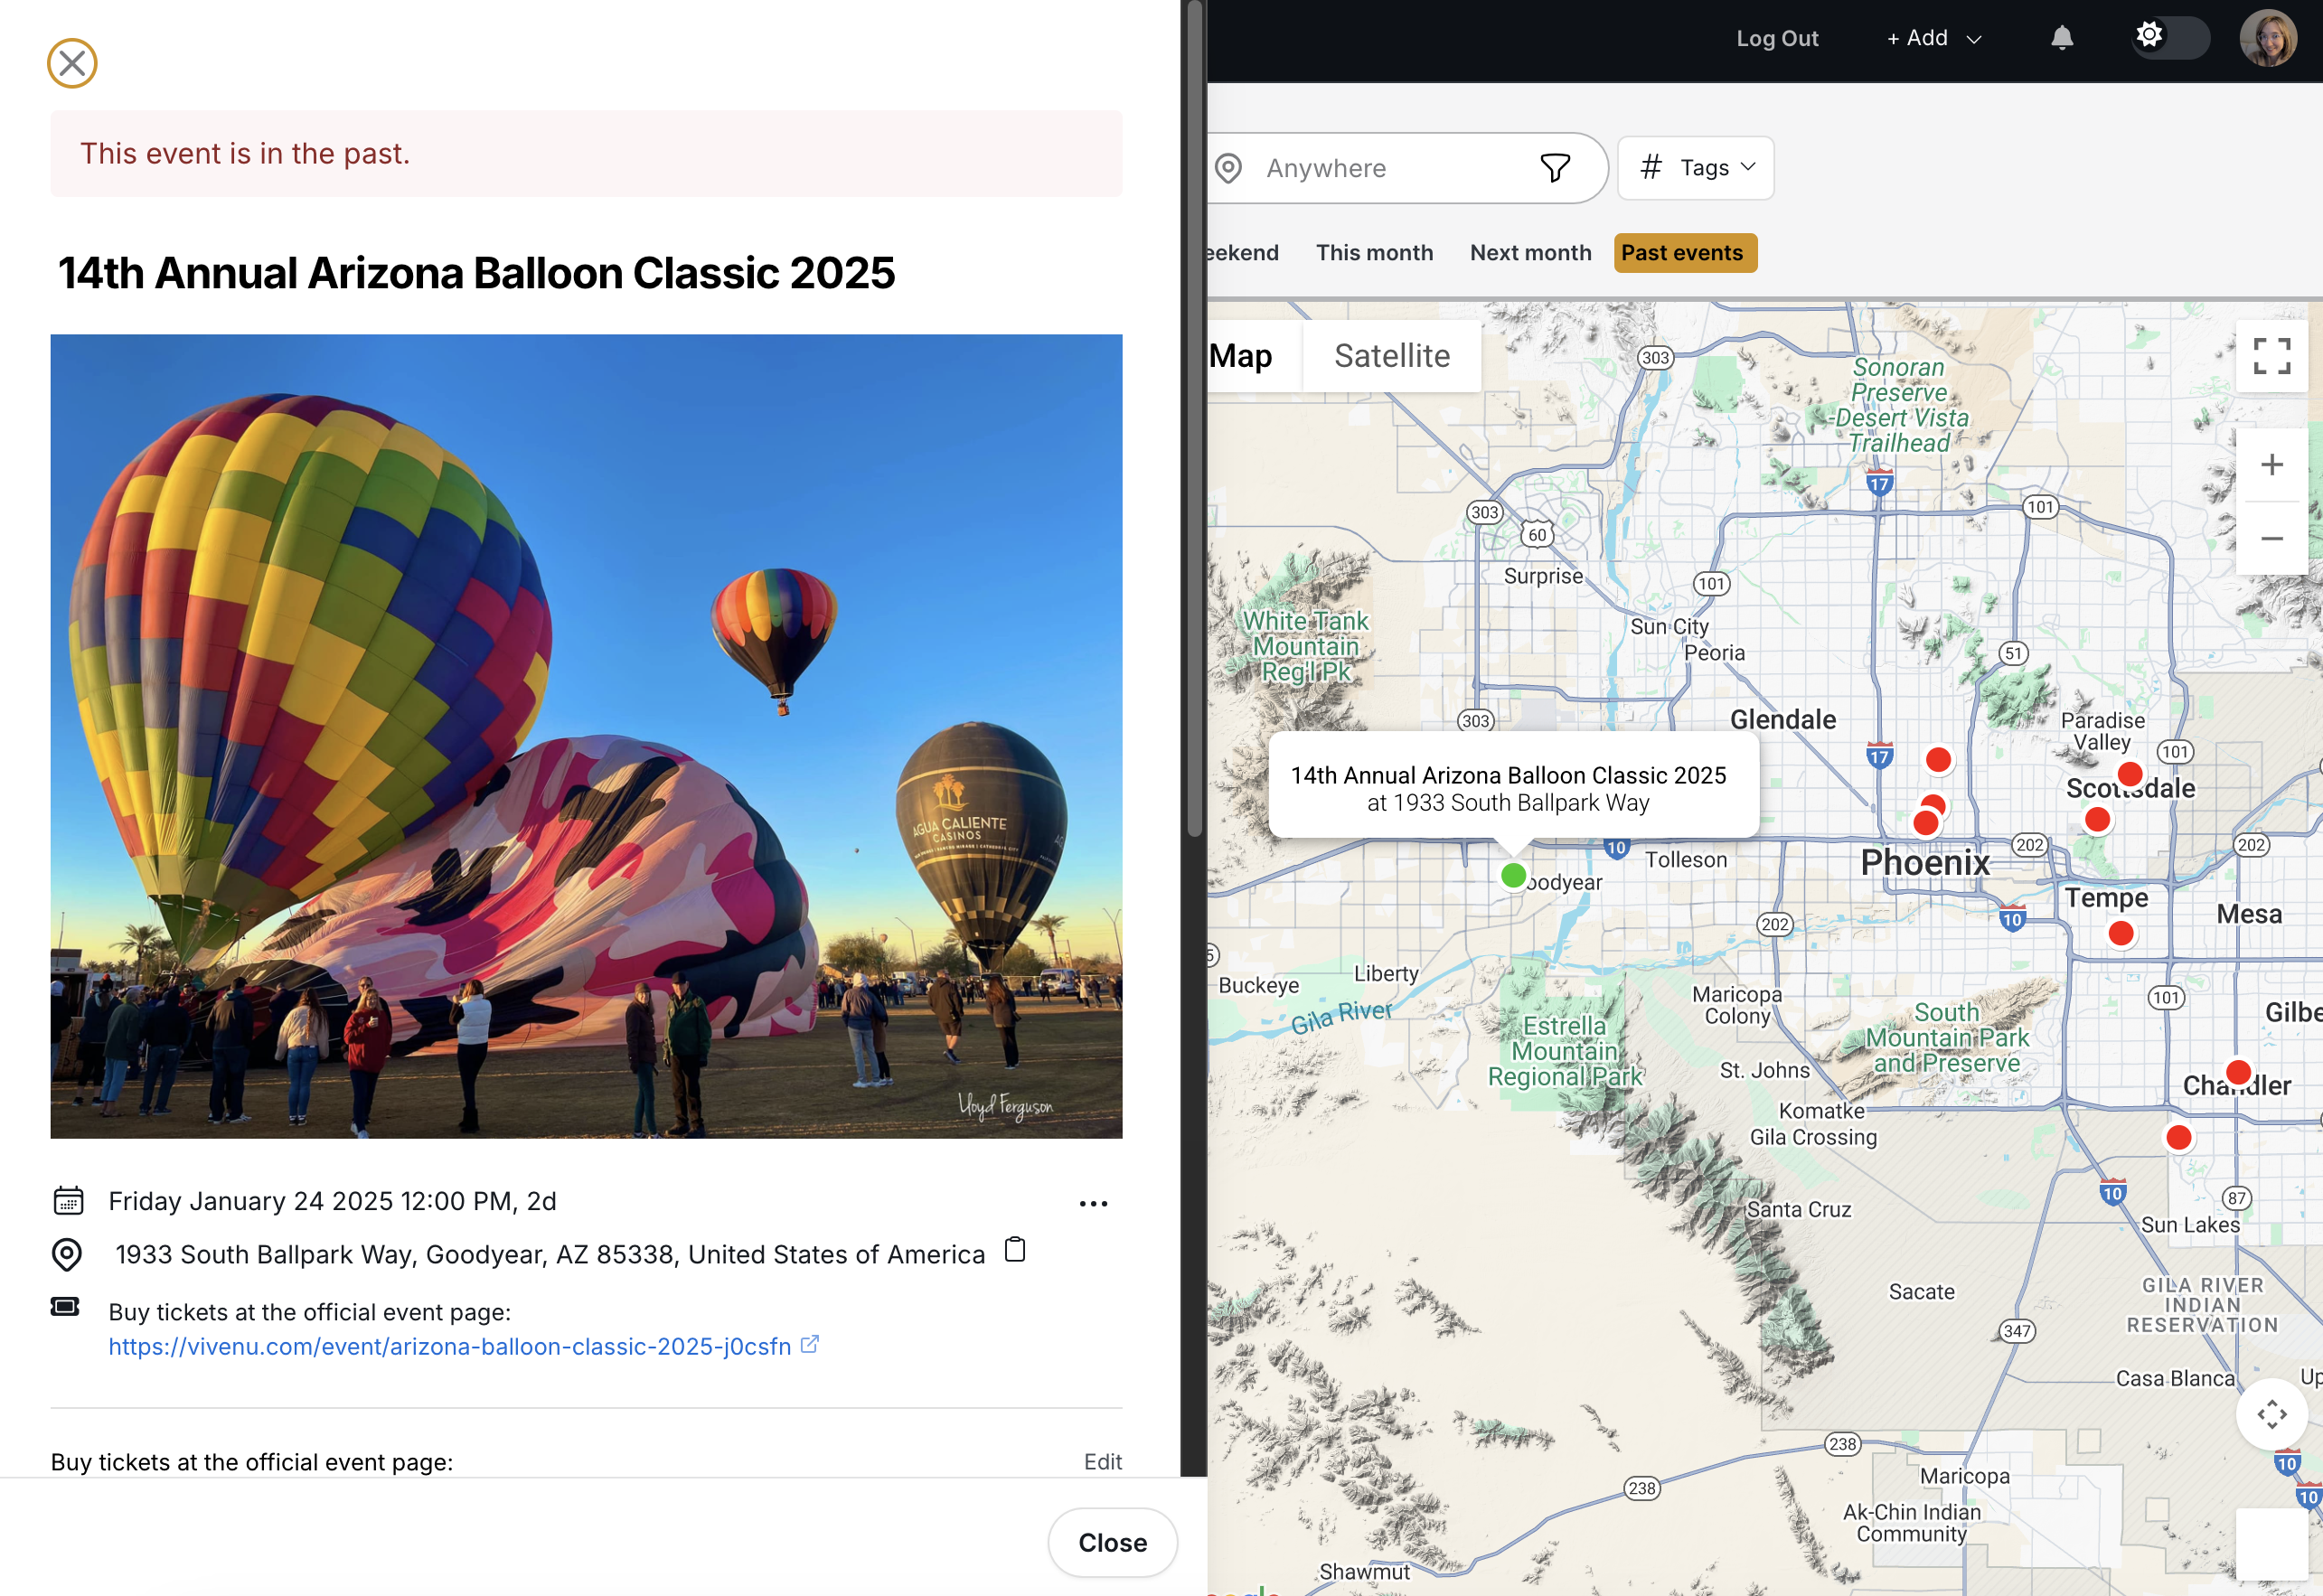 This event is in the past.
14th Annual Arizona Balloon Classic 2025
AGUA CALIENTE
CASINOS
Lloyd Ferguson
Friday January 24 2025 12:00 PM, 2d
1933 South Ballpark Way, Goodyear, AZ 85338, United States of America
Buy tickets at the official event page:
https://vivenu.com/event/arizona-balloon-classic-2025-j0csfn
Buy tickets at the official event page:
Edit
Close
Log Out
+ Add
Anywhere
# Tags
eekend
This month
Next month
Past events
Map
Satellite
303
Sonoran
Preserve
-Desert Vista
Trailhead
17
303
101
60
Surprise
101
White Tank
Mountain
Reg'l Pk
Sun City
Peoria
51
303
Glendale
Paradise
Valley
101
17
14th Annual Arizona Balloon Classic 2025
at 1933 South Ballpark Way
Scottsdale
10
Tolleson
Phoenix
202
202
oodyear
Tempe
10
Mesa
202
Liberty
Buckeye
Gila River
Maricopa
Colony
101
Gilbe
Estrella
Mountain
Regional Park
South
Mountain Park
and Preserve
St. Johns
Chandler
Komatke
Gila Crossing
10
87
Santa Cruz
Sun Lakes
Sacate
GILA RIVER
INDIAN
RESERVATION
347
Casa Blanca
Up
238
10
Maricopa
238
10
Ak-Chin Indian
Community
Shawmut